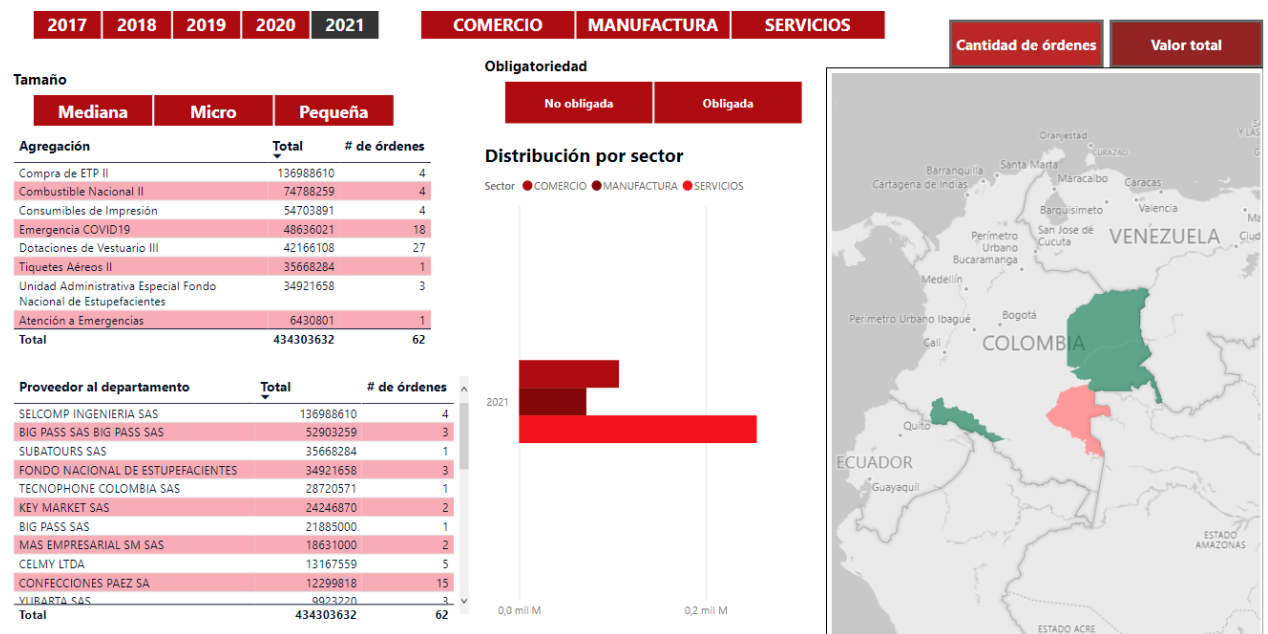 2017 2018 2019 2020 2021
COMERCIO MANUFACTURA SERVICIOS
Cantidad de órdenes Valor total
Tamaño
Mediana Micro Pequeña
Agregación Total # de órdenes
Compra de ETP II 136988610 4
Combustible Nacional II 74788259 4
Consumibles de Impresión 54703891 4
Emergencia COVID19 48636021 18
Dotaciones de Vestuario III 42166108 27
Tiquetes Aéreos II 35668284 1
Unidad Administrativa Especial Fondo 34921658 3
Nacional de Estupefacientes
Atención a Emergencias 6430801 1
Total 434303632 62
Proveedor al departamento Total # de órdenes
SELCOMP INGENIERIA SAS 136988610 4
BIG PASS SAS BIG PASS SAS 52903259 3
SUBATOURS SAS 35668284 1
FONDO NACIONAL DE ESTUPEFACIENTES 34921658 3
TECNOPHONE COLOMBIA SAS 28720571 1
KEY MARKET SAS 24246870 2
BIG PASS SAS 21885000 1
MAS EMPRESARIAL SM SAS 18631000 2
CELMY LTDA 13167559 5
CONFECCIONES PAEZ SA 12299818 15
YUBARTA SAS 9923220 3
Total 434303632 62
Obligatoriedad
No obligada Obligada
Distribución por sector
Sector COMERCIO MANUFACTURA SERVICIOS
2021
0,0 mil M 0,2 mil M
Oranjestad
CURAZAO
Barranquilla
Santa Marta
Cartagena de Indias
Maracaibo
Caracas
Barquisimeto
Valencia
Perímetro
Urbano
Bucaramanga
San José de
Cúcuta
VENEZUELA
Ciud
Medellín
Perímetro Urbano Ibagué
Bogotá
Cali
COLOMBIA
Quito
ECUADOR
Guayaquil
ESTADO
AMAZONAS
ESTADO ACRE